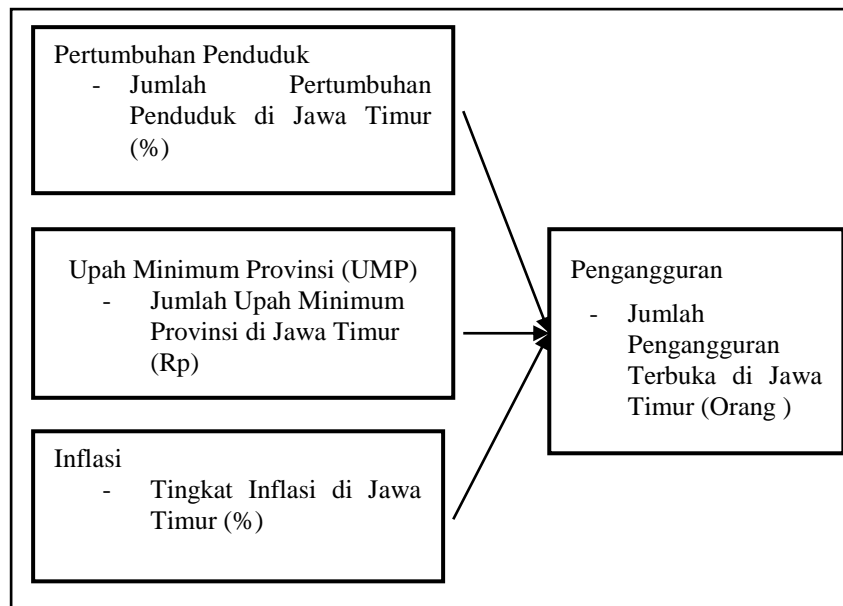 Pertumbuhan Penduduk
- Jumlah Pertumbuhan
Penduduk di Jawa Timur
(%)
Upah Minimum Provinsi (UMP)
- Jumlah Upah Minimum
Provinsi di Jawa Timur
(Rp)
Inflasi
- Tingkat Inflasi di Jawa
Timur (%)
Pengangguran
- Jumlah
Pengangguran
Terbuka di Jawa
Timur (Orang )